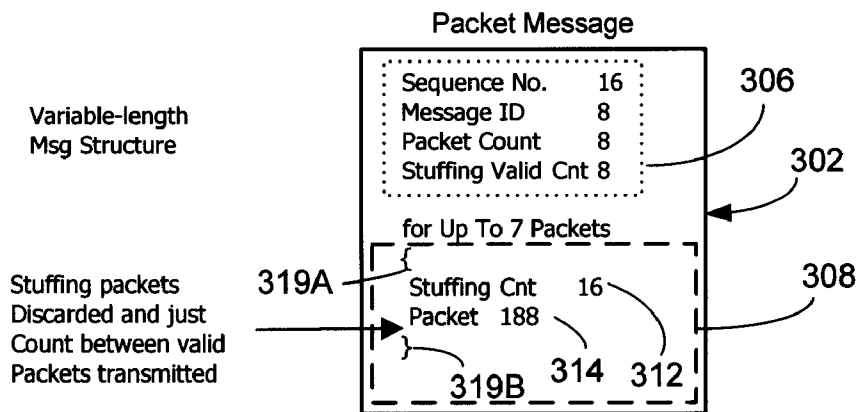 Packet Message
Variable-length
Msg Structure
Sequence No. 16
Message ID 8
Packet Count 8
Stuffing Valid Cnt 8
306
302
for Up To 7 Packets
{
319A
Stuffing Cnt 16
Packet 188
}
319B
314
312
308
Stuffing packets
Discarded and just
Count between valid
Packets transmitted